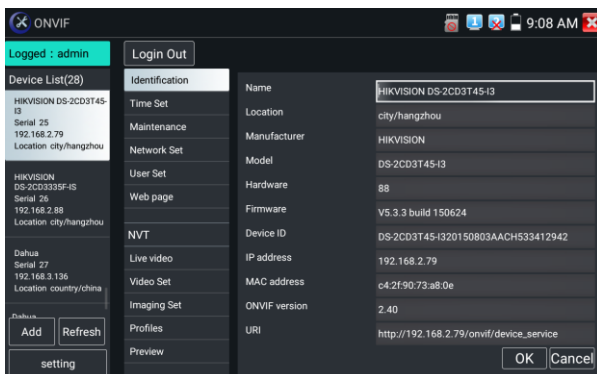 ONVIF
9:08 AM
Logged : admin
Login Out
Device List(28)
HIKVISION DS-2CD3T45-
I3
Serial 25
192.168.2.79
Location city/hangzhou
HIKVISION
DS-2CD3335F-IS
Serial 26
192.168.2.88
Location city/hangzhou
Dahua
Serial 27
192.168.3.136
Location country/china
Dahua
Add
Refresh
setting
Identification
Time Set
Maintenance
Network Set
User Set
Web page
NVT
Live video
Video Set
Imaging Set
Profiles
Preview
Name HIKVISION DS-2CD3T45-I3
Location city/hangzhou
Manufacturer HIKVISION
Model DS-2CD3T45-I3
Hardware 88
Firmware V5.3.3 build 150624
Device ID DS-2CD3T45-I320150803AACH533412942
IP address 192.168.2.79
MAC address c4:2f:90:73:a8:0e
ONVIF version 2.40
URI http://192.168.2.79/onvif/device_service
OK
Cancel